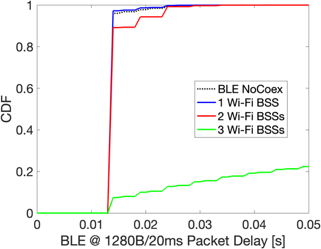 1
0.8
0.6
0.4
0.2
0
CDF
BLE NoCoex
1 Wi-Fi BSS
2 Wi-Fi BSSs
3 Wi-Fi BSSs
0 0.01 0.02 0.03 0.04 0.05
BLE @ 1280B/20ms Packet Delay [s]